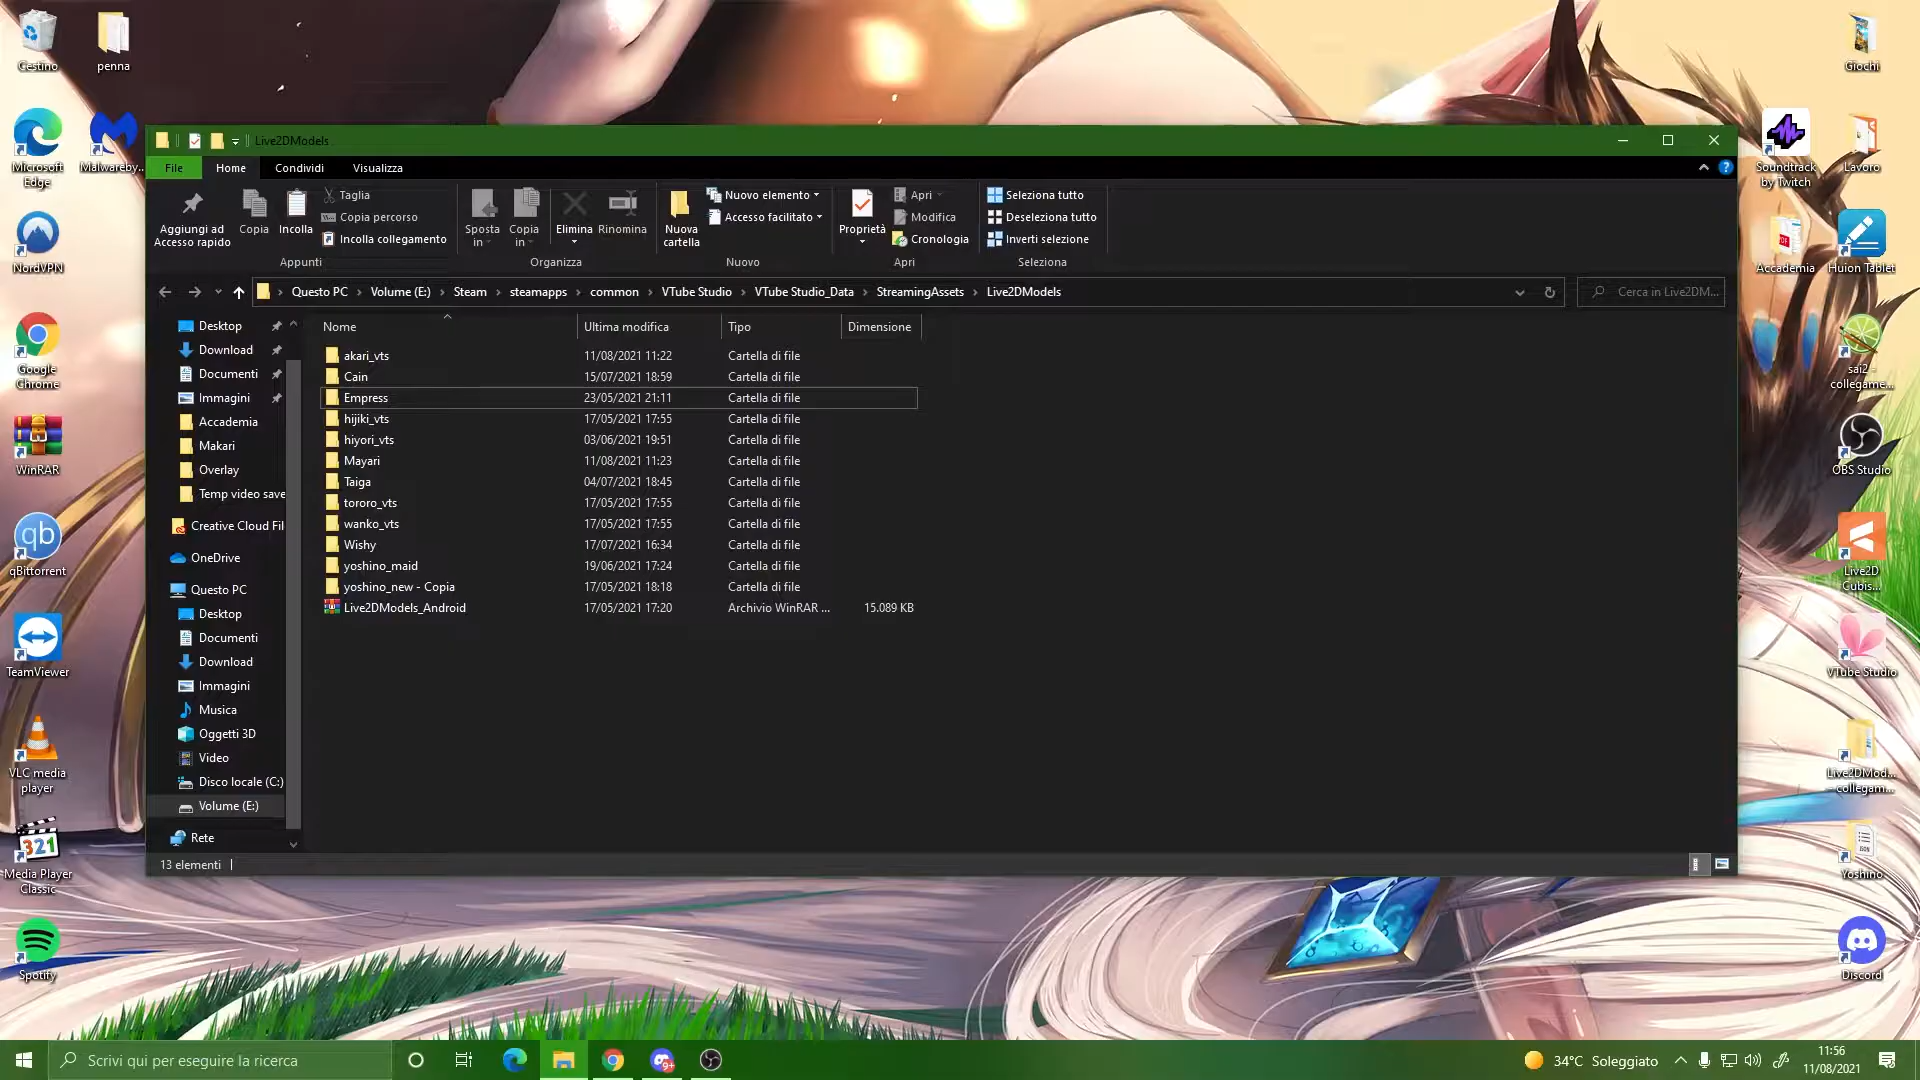 Cestino
penna
Microsoft
Edge
Malwareby...
NordVPN
Google
Chrome
WinRAR
qBittorrent
TeamViewer
VLC media
player
Media Player
Classic
Spotify
Live2DModels
File
Home
Condividi
Visualizza
Aggiungi ad
Accesso rapido
Copia
Incolla
Taglia
Copia percorso
Incolla collegamento
Appunti
Sposta
in
Copia
in
Elimina
Rinomina
Organizza
Nuova
cartella
Nuovo elemento
Accesso facilitato
Nuovo
Proprietà
Apri
Modifica
Cronologia
Apri
Seleziona tutto
Deseleziona tutto
Inverti selezione
Seleziona
Questo PC › Volume (E:) › Steam › steamapps › common › VTube Studio › VTube Studio_Data › StreamingAssets › Live2DModels
Cerca in Live2DM...
Desktop
Download
Documenti
Immagini
Accademia
Makari
Overlay
Temp video save
Creative Cloud Fil
OneDrive
Questo PC
Desktop
Documenti
Download
Immagini
Musica
Oggetti 3D
Video
Disco locale (C:)
Volume (E:)
Rete
Nome Ultima modifica Tipo Dimensione
akari_vts 11/08/2021 11:22 Cartella di file
Cain 15/07/2021 18:59 Cartella di file
Empress 23/05/2021 21:11 Cartella di file
hijiki_vts 17/05/2021 17:55 Cartella di file
hiyori_vts 03/06/2021 19:51 Cartella di file
Mayari 11/08/2021 11:23 Cartella di file
Taiga 04/07/2021 18:45 Cartella di file
tororo_vts 17/05/2021 17:55 Cartella di file
wanko_vts 17/05/2021 17:55 Cartella di file
Wishy 17/07/2021 16:34 Cartella di file
yoshino_maid 19/06/2021 17:24 Cartella di file
yoshino_new - Copia 17/05/2021 18:18 Cartella di file
Live2DModels_Android 17/05/2021 17:20 Archivio WinRAR ... 15.089 KB
13 elementi
Giochi
Soundtrack
by Twitch
Lavoro
PDF
Accademia
Huion Tablet
sai2 -
collegame...
OBS Studio
Live2D
Cubis...
VTube Studio
Live2DMod...
- collegam...
JSON
Yoshino
Discord
Scrivi qui per eseguire la ricerca
9+
34°C Soleggiato
11:56
11/08/2021